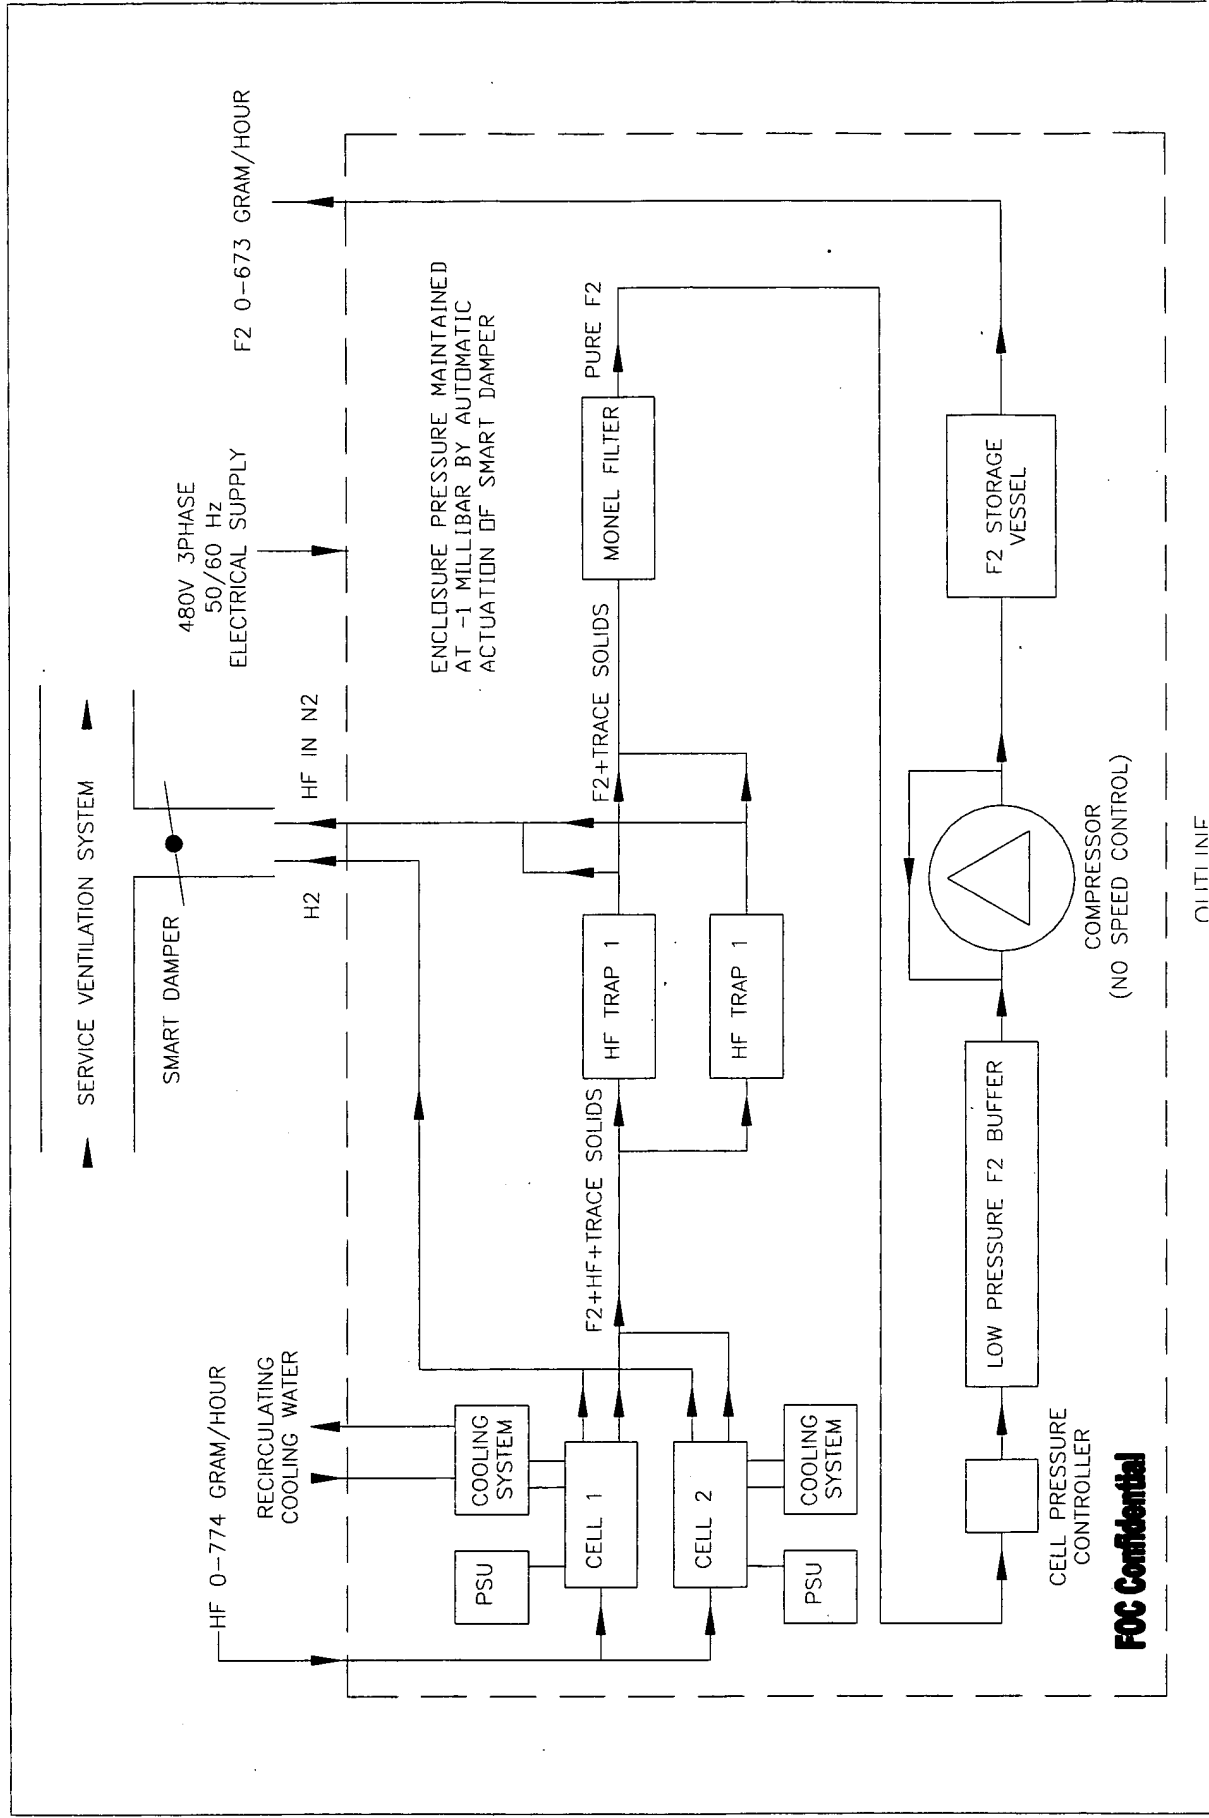 SERVICE VENTILATION SYSTEM
SMART DAMPER
H2
HF IN N2
480V 3PHASE
50/60 Hz
ELECTRICAL SUPPLY
F2 0-673 GRAM/HOUR
HF 0-774 GRAM/HOUR
RECIRCULATING
COOLING WATER
ENCLOSURE PRESSURE MAINTAINED
AT -1 MILLIBAR BY AUTOMATIC
ACTUATION OF SMART DAMPER
PSU
COOLING
SYSTEM
CELL 1
F2+HF+TRACE SOLIDS
HF TRAP 1
F2+TRACE SOLIDS
MONEL FILTER
PURE F2
CELL 2
HF TRAP 1
PSU
COOLING
SYSTEM
CELL PRESSURE
CONTROLLER
LOW PRESSURE F2 BUFFER
COMPRESSOR
(NO SPEED CONTROL)
F2 STORAGE
VESSEL
FOC Confidential
OUTLINE